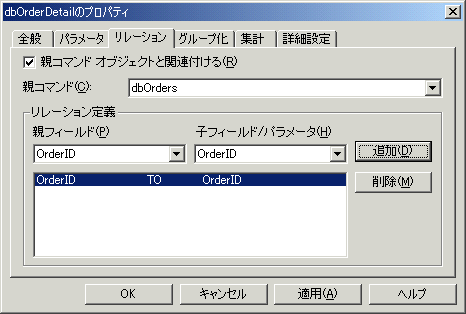 dbOrderDetailのプロパティ
全般 パラメータ リレーション グループ化 集計 詳細設定
親コマンド オブジェクトと関連付ける(R)
親コマンド(C): dbOrders
リレーション定義
親フィールド(P) 子フィールド/パラメータ(H)
OrderID OrderID 追加(D)
OrderID TO OrderID 削除(M)
OK キャンセル 適用(A) ヘルプ